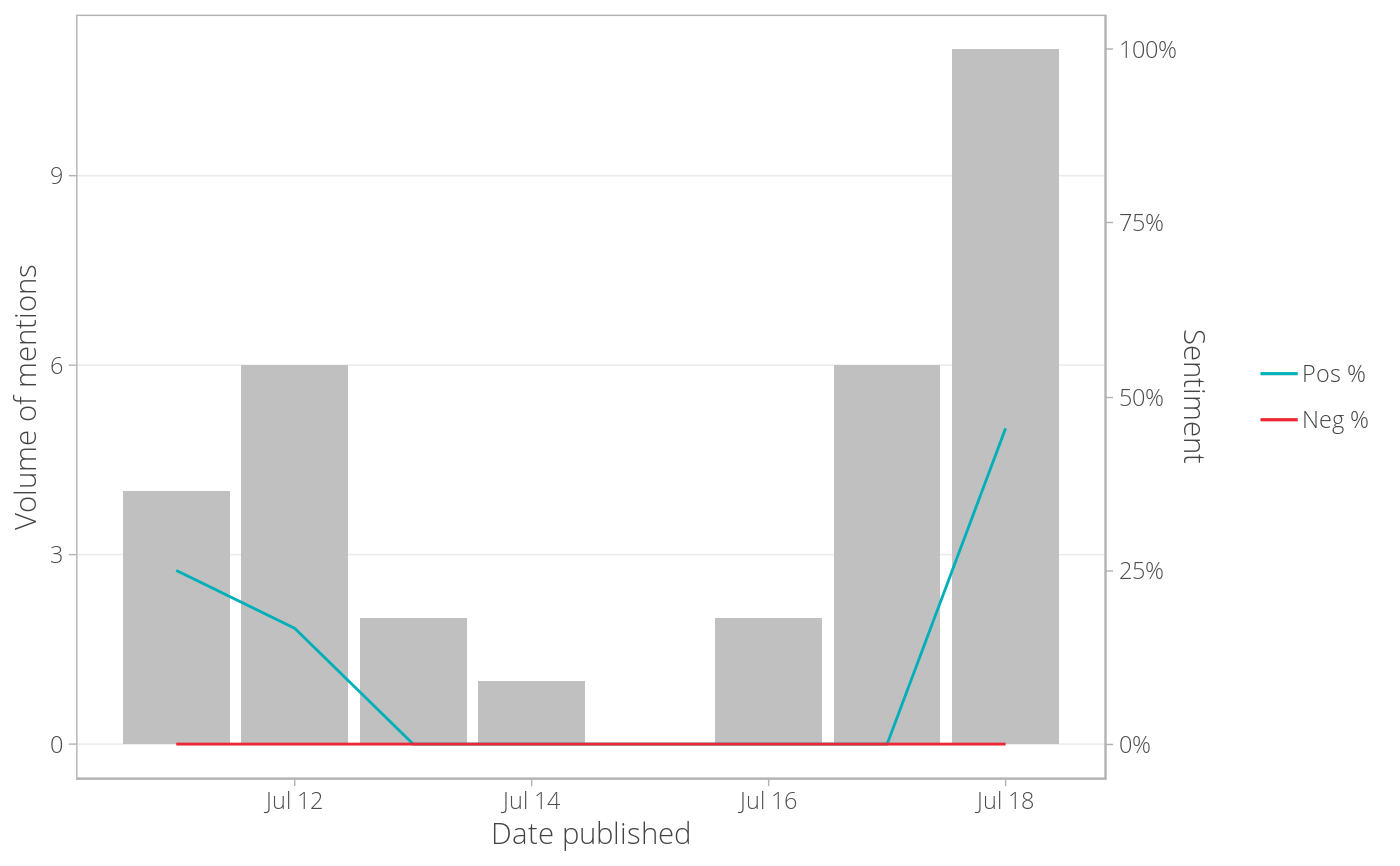 Volume of mentions
9
6
3
0
100%
75%
50%
25%
0%
Sentiment
Pos %
Neg %
Jul 12
Jul 14
Jul 16
Jul 18
Date published